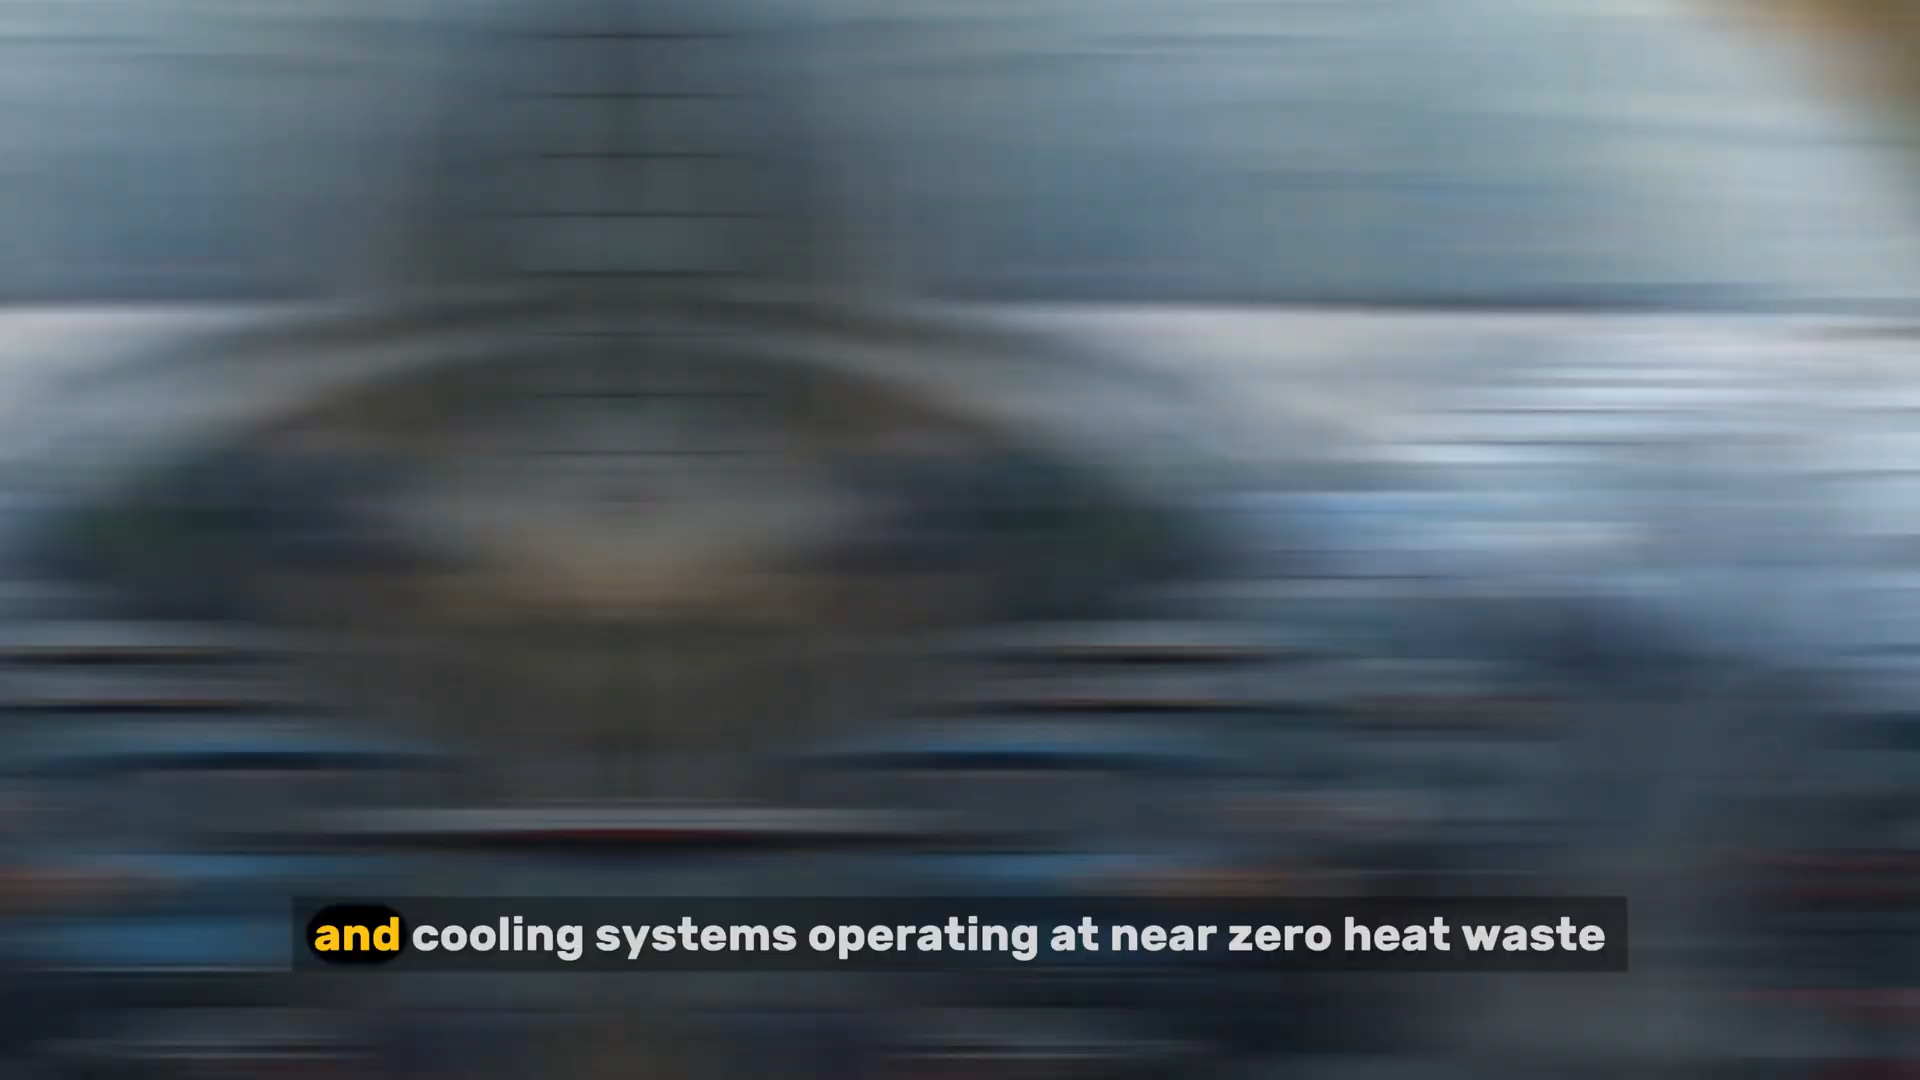 and cooling systems operating at near zero heat waste